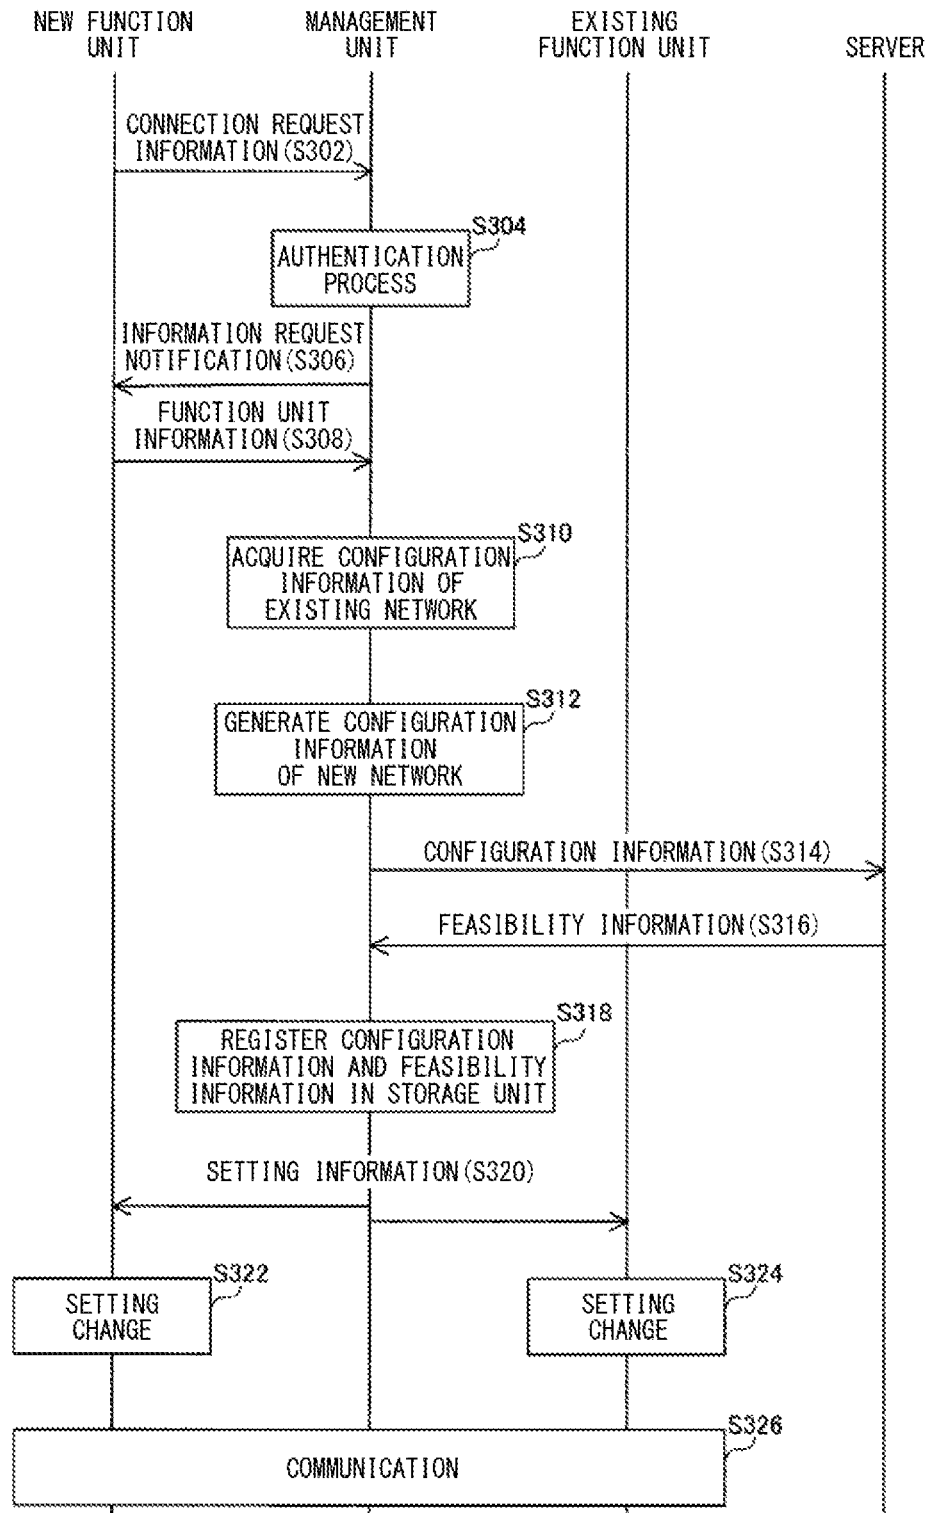 NEW FUNCTION
UNIT
MANAGEMENT
UNIT
EXISTING
FUNCTION UNIT
SERVER
CONNECTION REQUEST
INFORMATION(S302)
S304
AUTHENTICATION
PROCESS
INFORMATION REQUEST
NOTIFICATION(S306)
FUNCTION UNIT
INFORMATION(S308)
S310
ACQUIRE CONFIGURATION
INFORMATION OF
EXISTING NETWORK
S312
GENERATE CONFIGURATION
INFORMATION
OF NEW NETWORK
CONFIGURATION INFORMATION(S314)
FEASIBILITY INFORMATION(S316)
S318
REGISTER CONFIGURATION
INFORMATION AND FEASIBILITY
INFORMATION IN STORAGE UNIT
SETTING INFORMATION(S320)
S322
SETTING
CHANGE
S324
SETTING
CHANGE
S326
COMMUNICATION